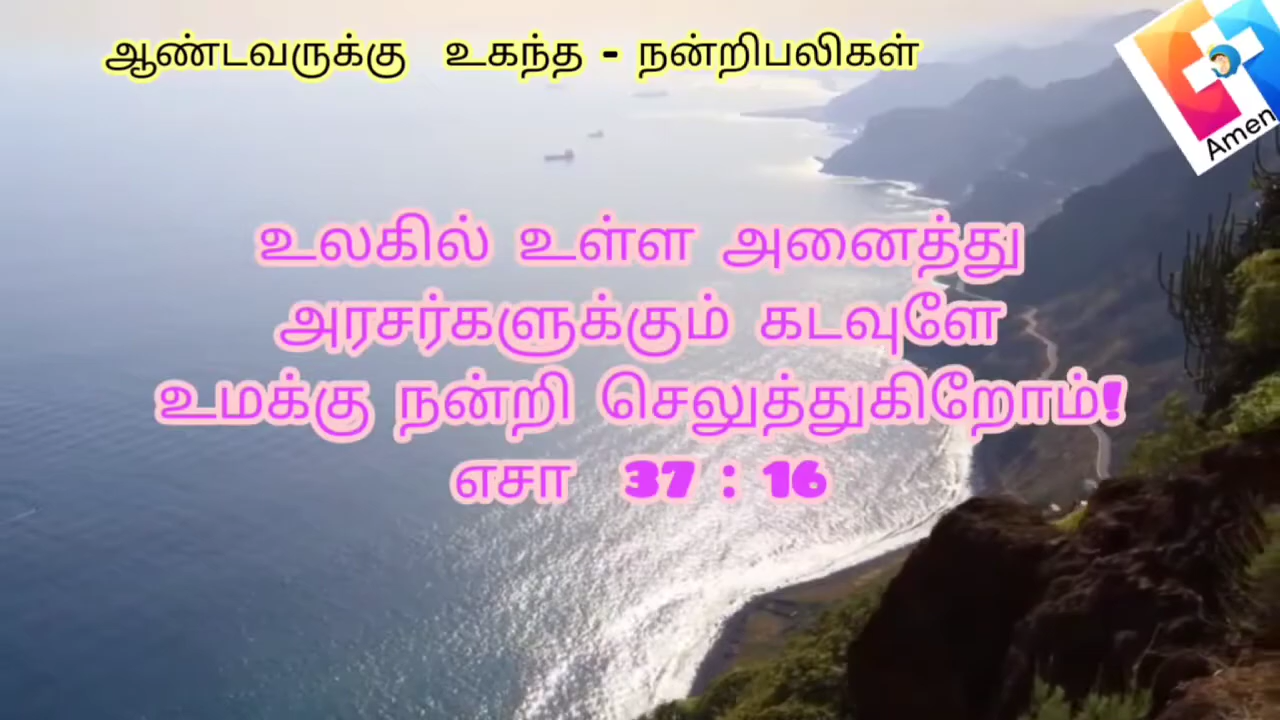 ஆண்டவருக்கு உகந்த - நன்றிபலிகள்
Amen
உலகில் உள்ள அனைத்து
அரசர்களுக்கும் கடவுளே
உமக்கு நன்றி செலுத்துகிறோம்!
எசா 37 : 16